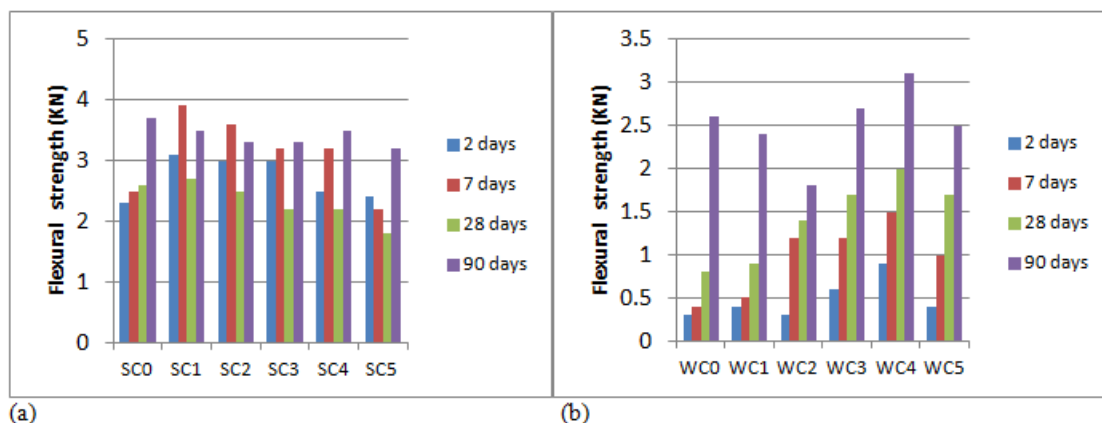 Flexural strength (KN)
5
4
3
2
1
0
SC0 SC1 SC2 SC3 SC4 SC5
2 days
7 days
28 days
90 days
(a)
Flexural strength (KN)
3.5
3
2.5
2
1.5
1
0.5
0
WC0 WC1 WC2 WC3 WC4 WC5
2 days
7 days
28 days
90 days
(b)